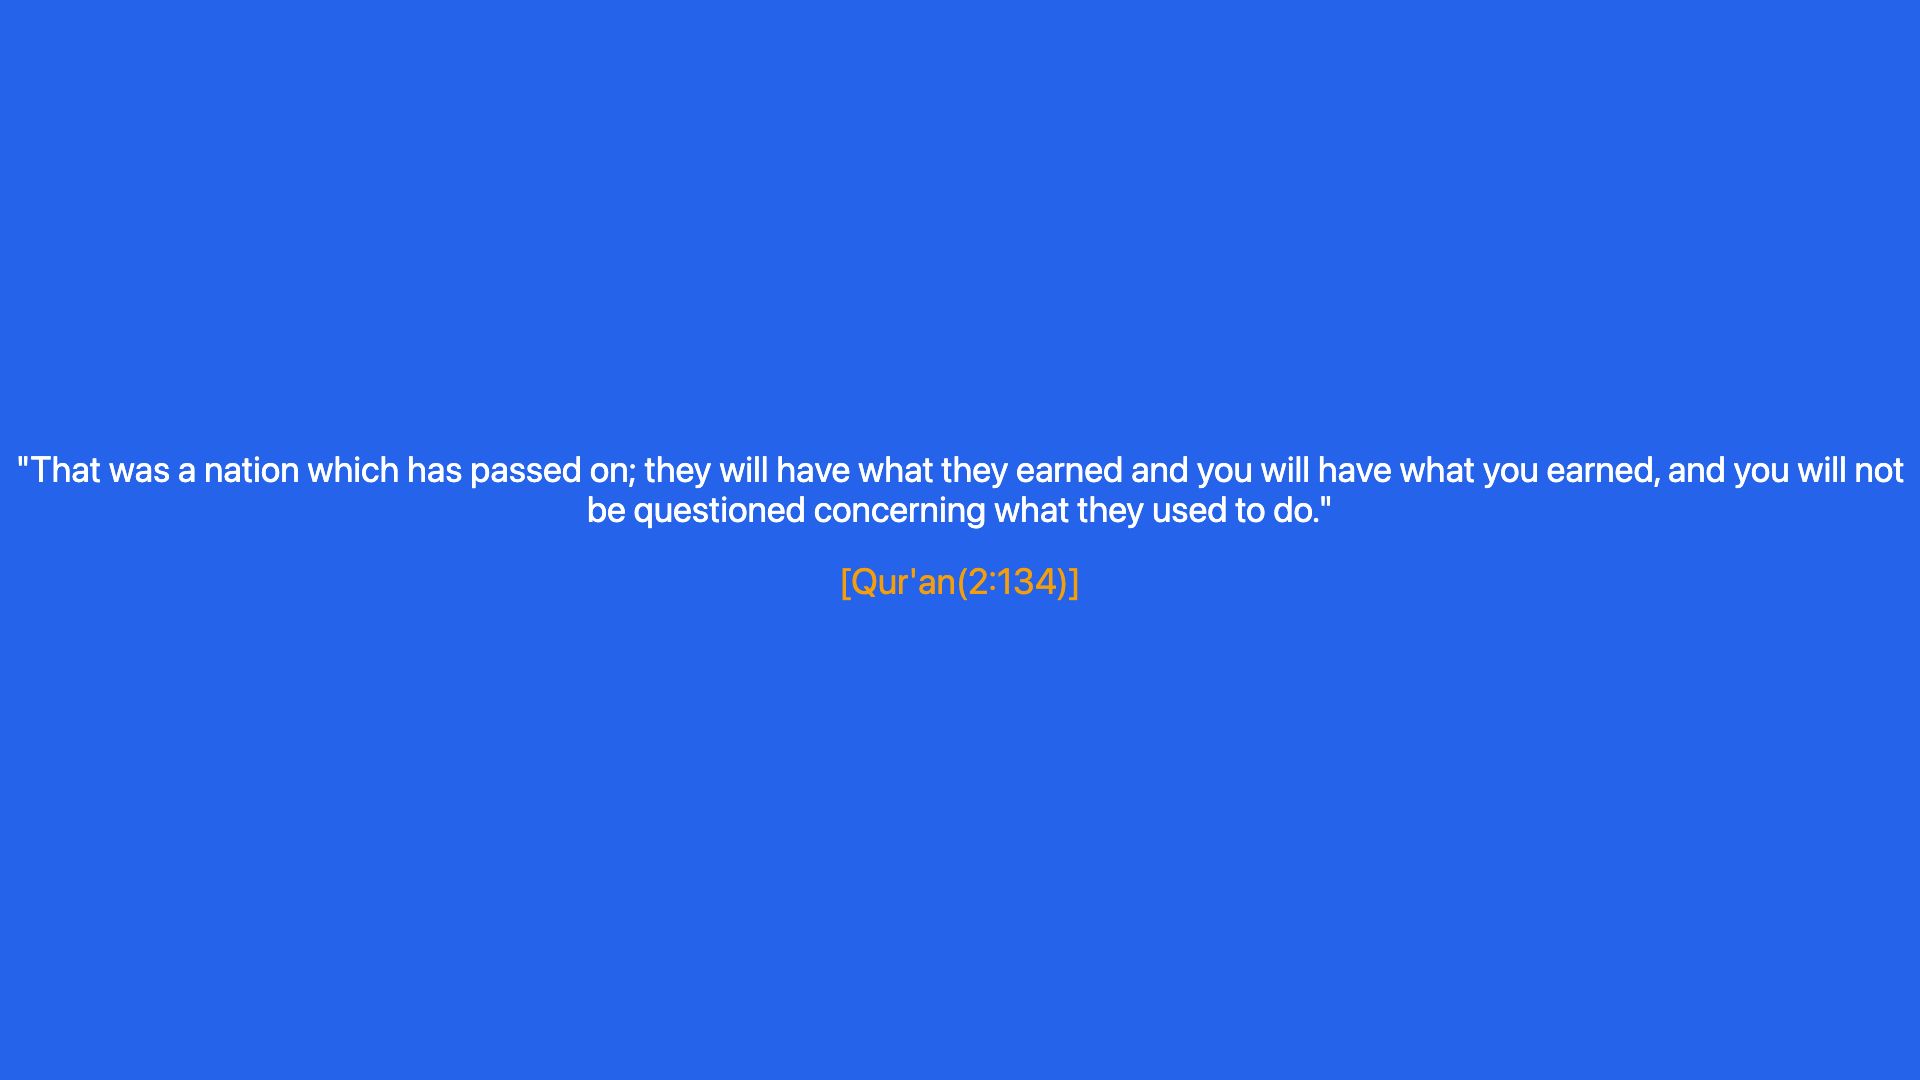 "That was a nation which has passed on; they will have what they earned and you will have what you earned, and you will not
be questioned concerning what they used to do."
[Qur'an(2:134)]